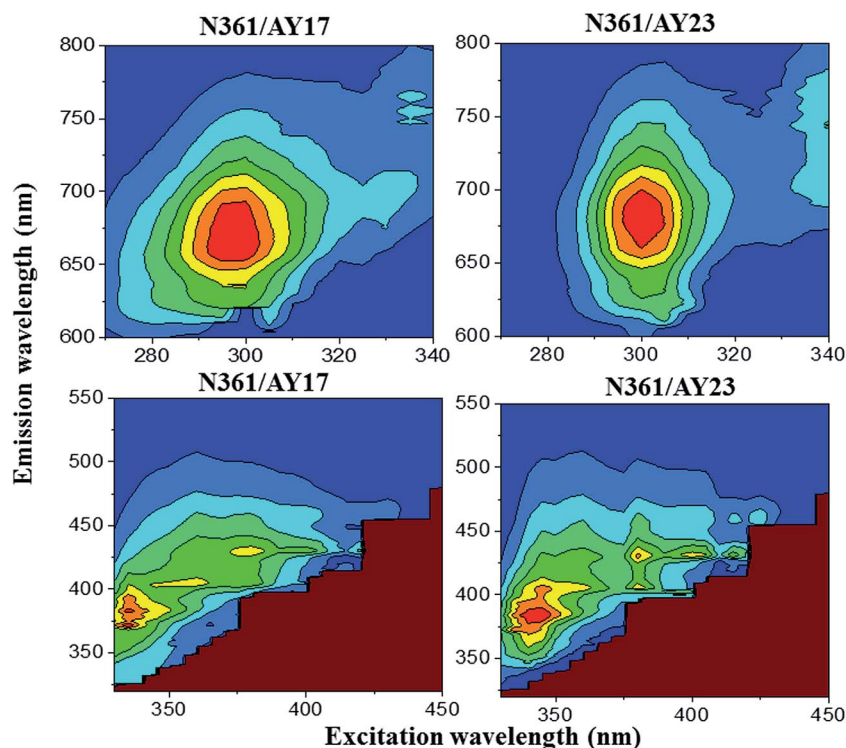 N361/AY17 N361/AY23
800 800
750 750
700 700
650 650
600 600
280 300 320 340 280 300 320 340
Emission wavelength (nm)
N361/AY17 N361/AY23
550 550
500 500
450 450
400 400
350 350
350 400 450 350 400 450
Excitation wavelength (nm)